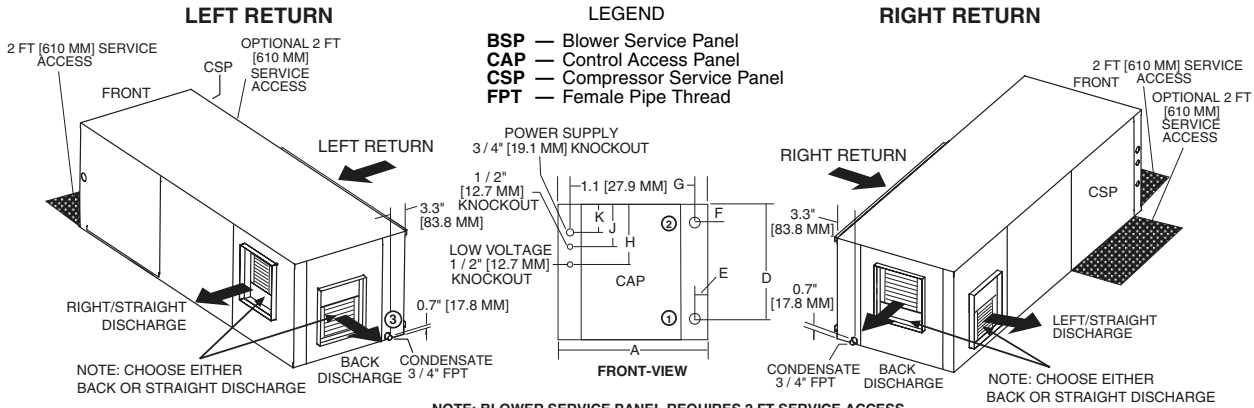 LEFT RETURN
2 FT [610 MM] SERVICE
ACCESS
OPTIONAL 2 FT
[610 MM]
SERVICE
ACCESS
CSP
FRONT
LEFT RETURN
3.3"
[83.8 MM]
0.7" [17.8 MM]
RIGHT/STRAIGHT
DISCHARGE
3
NOTE: CHOOSE EITHER
BACK OR STRAIGHT DISCHARGE
BACK
DISCHARGE
CONDENSATE
3 / 4" FPT
LEGEND
BSP — Blower Service Panel
CAP — Control Access Panel
CSP — Compressor Service Panel
FPT — Female Pipe Thread
POWER SUPPLY
3 / 4" [19.1 MM] KNOCKOUT
1 / 2"
[12.7 MM]
KNOCKOUT
LOW VOLTAGE
1 / 2" [12.7 MM]
KNOCKOUT
1.1 [27.9 MM]
G
K
J
H
2
F
CAP
E
D
1
A
FRONT-VIEW
RIGHT RETURN
2 FT [610 MM] SERVICE
ACCESS
FRONT
OPTIONAL 2 FT
[610 MM]
SERVICE
ACCESS
RIGHT RETURN
CSP
3.3"
[83.8 MM]
0.7"
[17.8 MM]
LEFT/STRAIGHT
DISCHARGE
CONDENSATE
3 / 4" FPT
BACK
DISCHARGE
NOTE: CHOOSE EITHER
BACK OR STRAIGHT DISCHARGE
NOTE: BLOWER SERVICE PANEL REQUIRES 2 FT SERVICE ACCESS